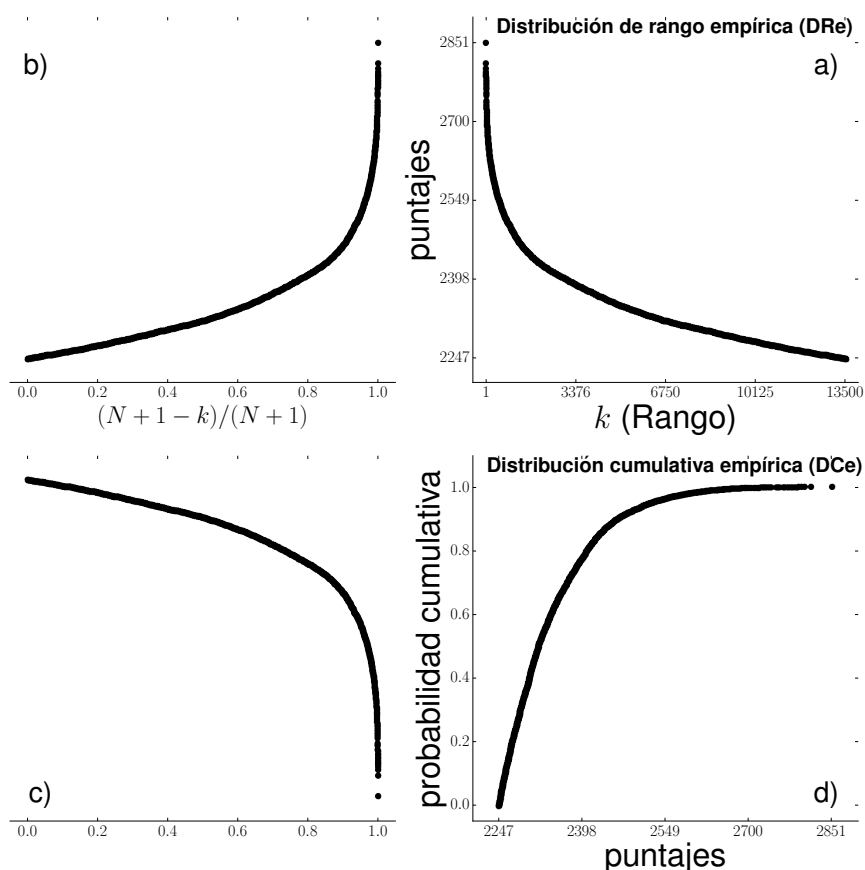 b)
0.0 0.2 0.4 0.6 0.8 1.0
(N + 1 − k)/(N + 1)
Distribución de rango empírica (DRe)
a)
puntajes
2851
2700
2549
2398
2247
1 3376 6750 10125 13500
k (Rango)
c)
0.0 0.2 0.4 0.6 0.8 1.0
Distribución cumulativa empírica (DCe)
probabilidad cumulativa
1.0
0.8
0.6
0.4
0.2
0.0
d)
2247 2398 2549 2700 2851
puntajes